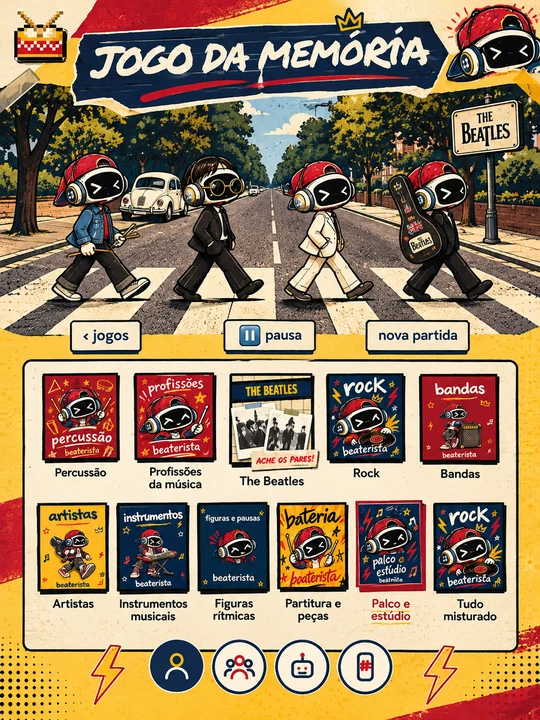 JOGO DA MEMÓRIA
THE
BEATLES
The
Beatles
‹ jogos
pausa
nova partida
percussão
beaterista
profissões
beaterista
THE BEATLES
ACHE OS PARES!
rock
beaterista
bandas
beaterista
Percussão
Profissões
da música
The Beatles
Rock
Bandas
artistas
beaterista
instrumentos
beaterista
figuras e pausas
beaterista
bateria
beaterista
palco e
estúdio
rock
beaterista
Artistas
Instrumentos
musicais
Figuras
rítmicas
Partitura e
peças
Palco e
estúdio
Tudo
misturado
#